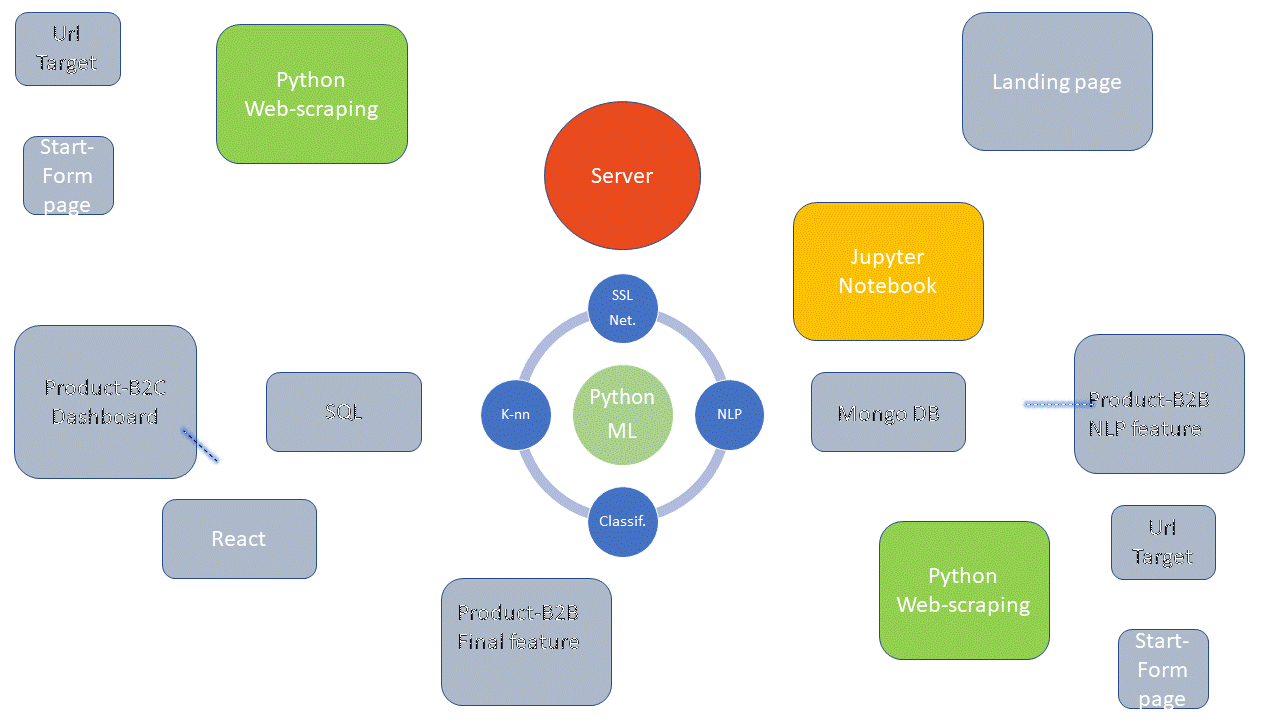 Url
Target
Python
Web-scraping
Landing page
Start-
Form
page
Server
Jupyter
Notebook
SSL
Net.
Product-B2C
Dashboard
SQL
K-nn
Python
ML
NLP
Mongo DB
Product-B2B
NLP feature
React
Classif.
Url
Target
Python
Web-scraping
Product-B2B
Final feature
Start-
Form
page